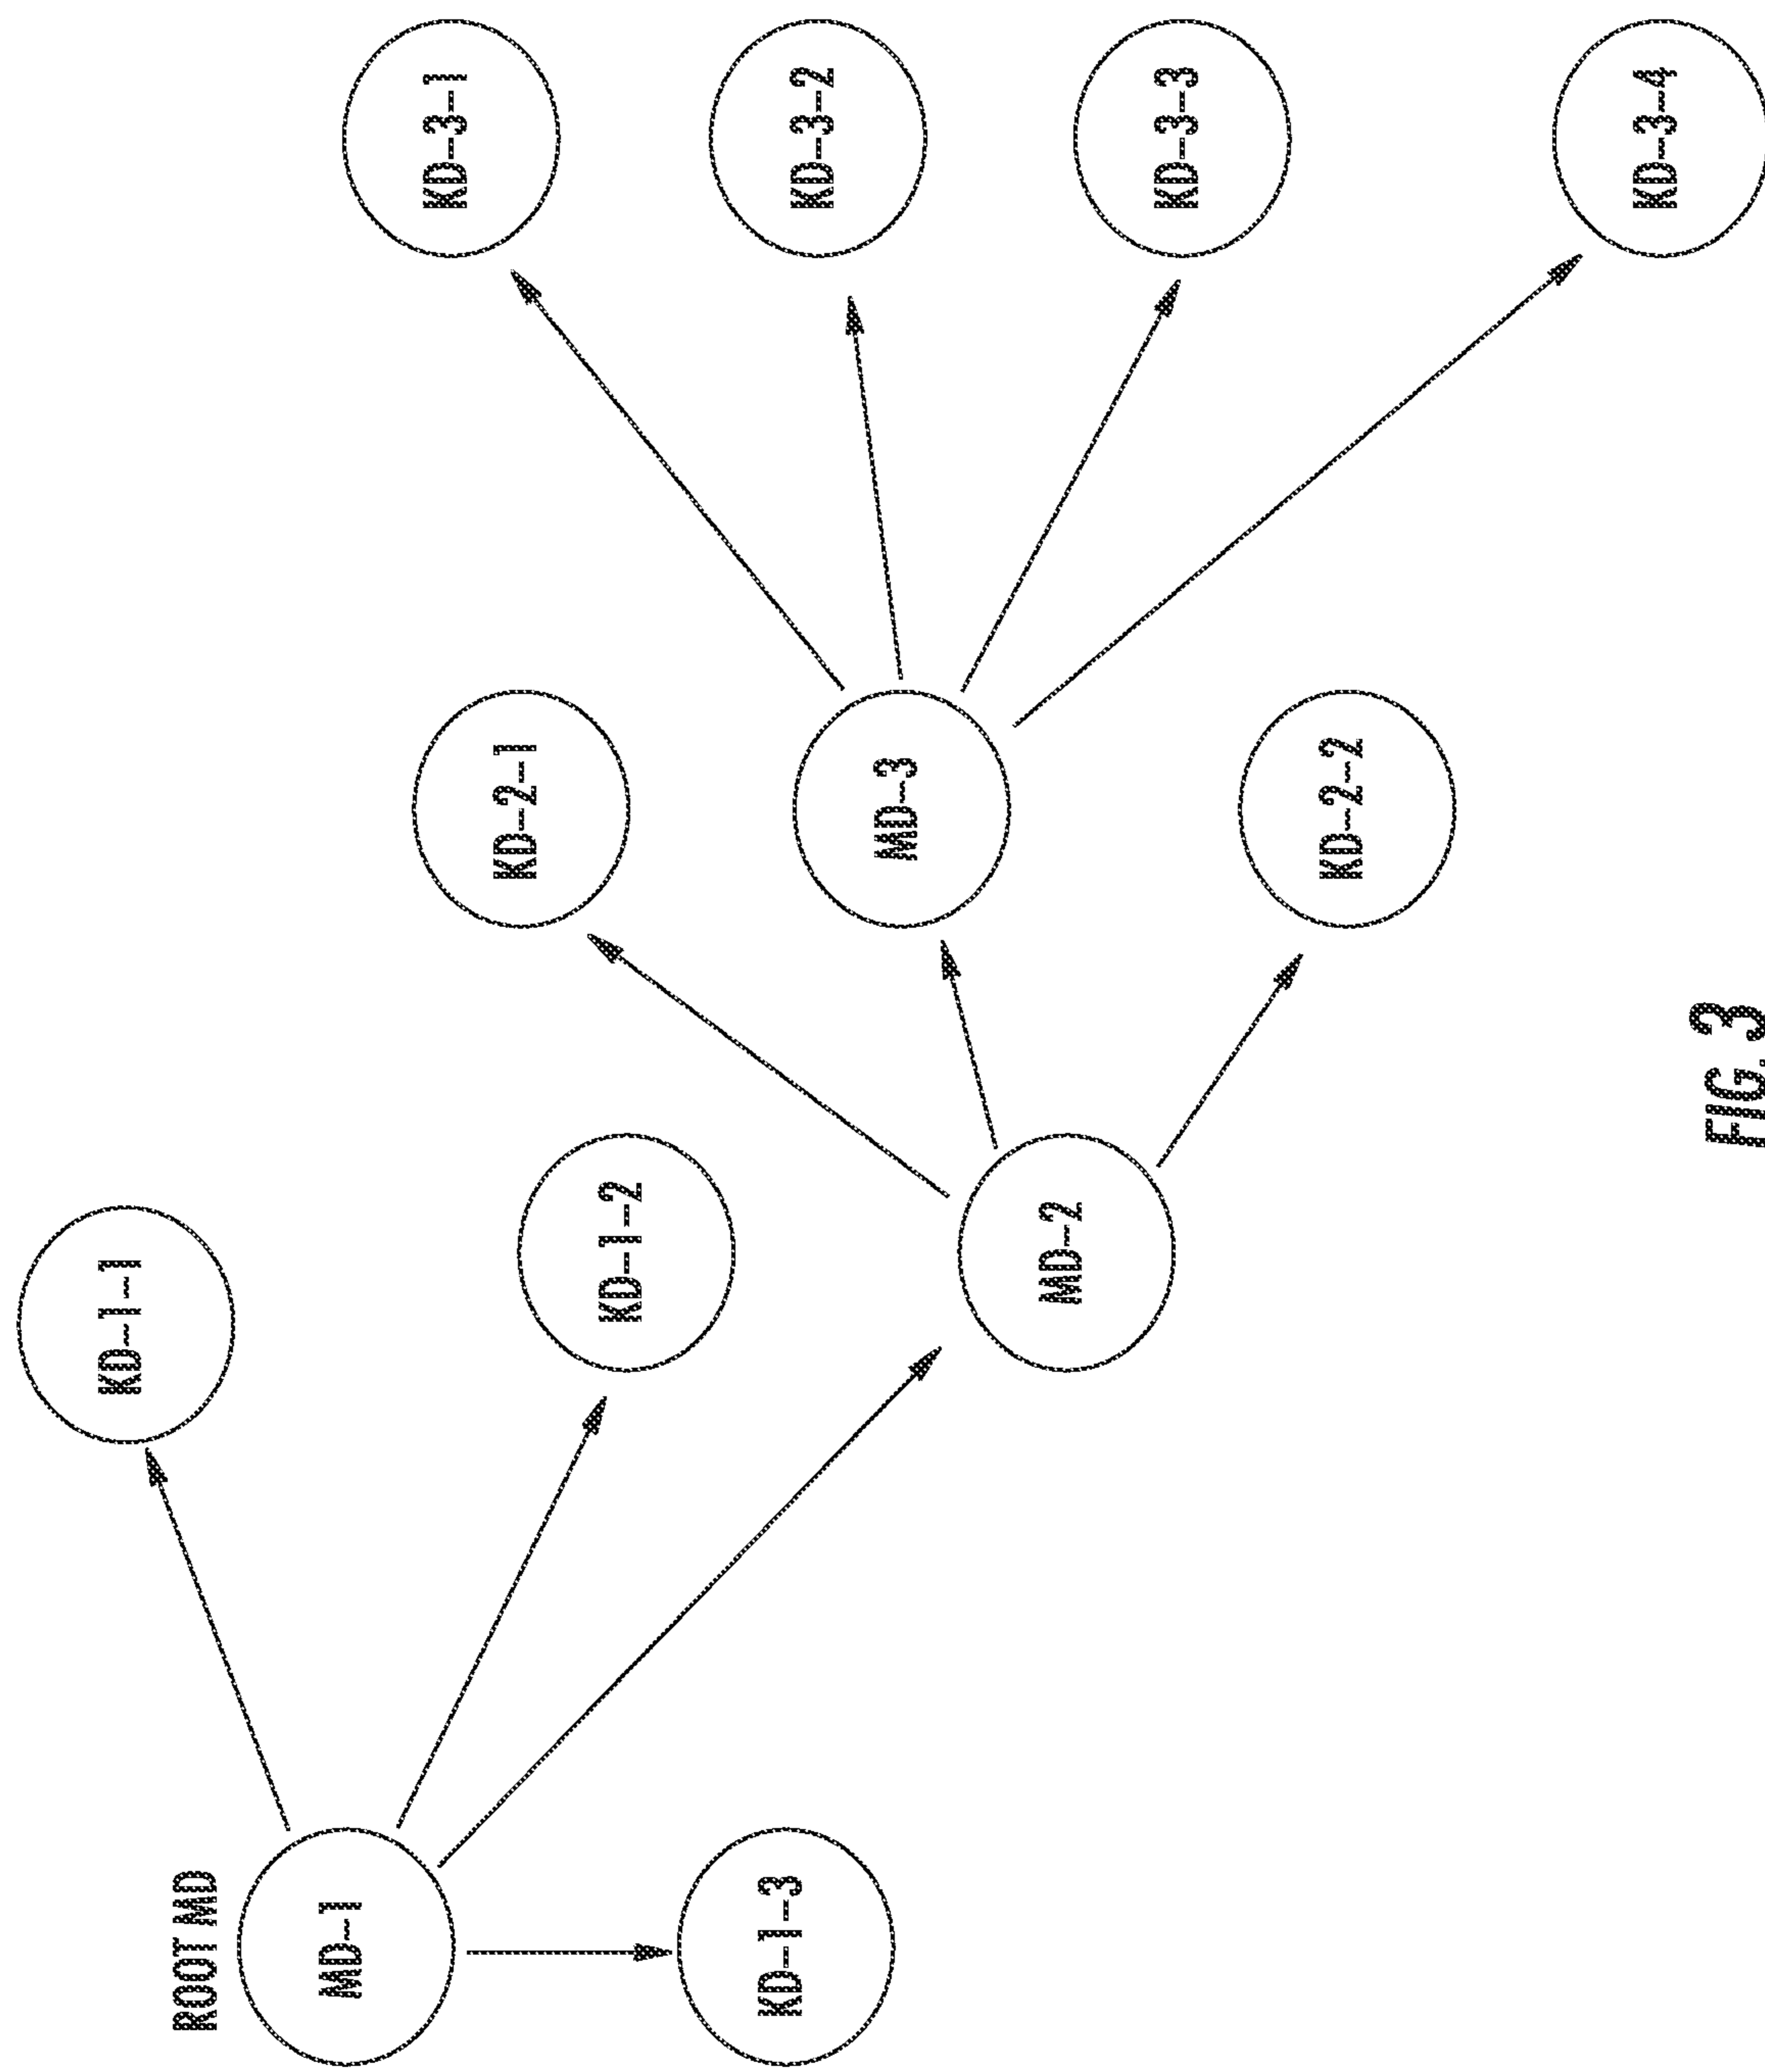 ROOT MD
MD-1
KD-1-1
KD-1-2
KD-1-3
MD-2
KD-2-1
MD-3
KD-2-2
KD-3-1
KD-3-2
KD-3-3
KD-3-4
FIG. 3